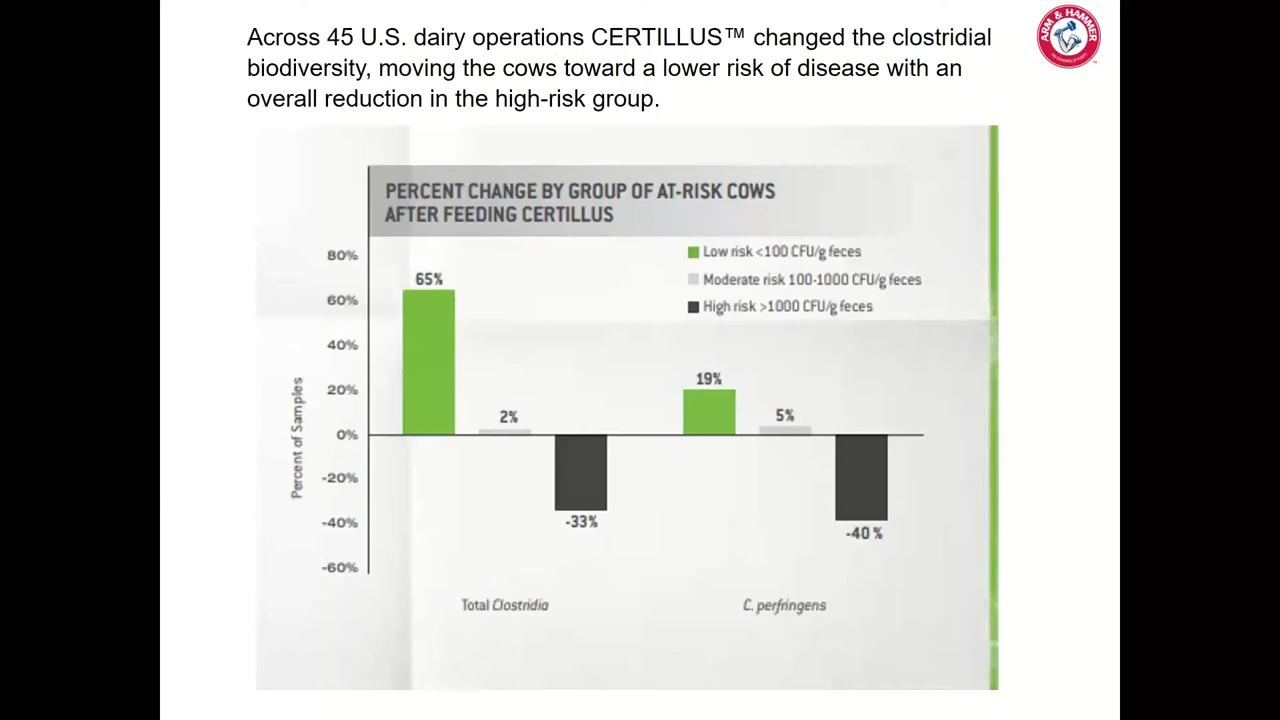 Across 45 U.S. dairy operations CERTILLUS™ changed the clostridial
biodiversity, moving the cows toward a lower risk of disease with an
overall reduction in the high-risk group.
ARM & HAMMER
PERCENT CHANGE BY GROUP OF AT-RISK COWS
AFTER FEEDING CERTILLUS
Low risk <100 CFU/g feces
Moderate risk 100-1000 CFU/g feces
High risk >1000 CFU/g feces
Percent of Samples
80%
60%
40%
20%
0%
-20%
-40%
-60%
65%
2%
-33%
19%
5%
-40 %
Total Clostridia
C. perfringens